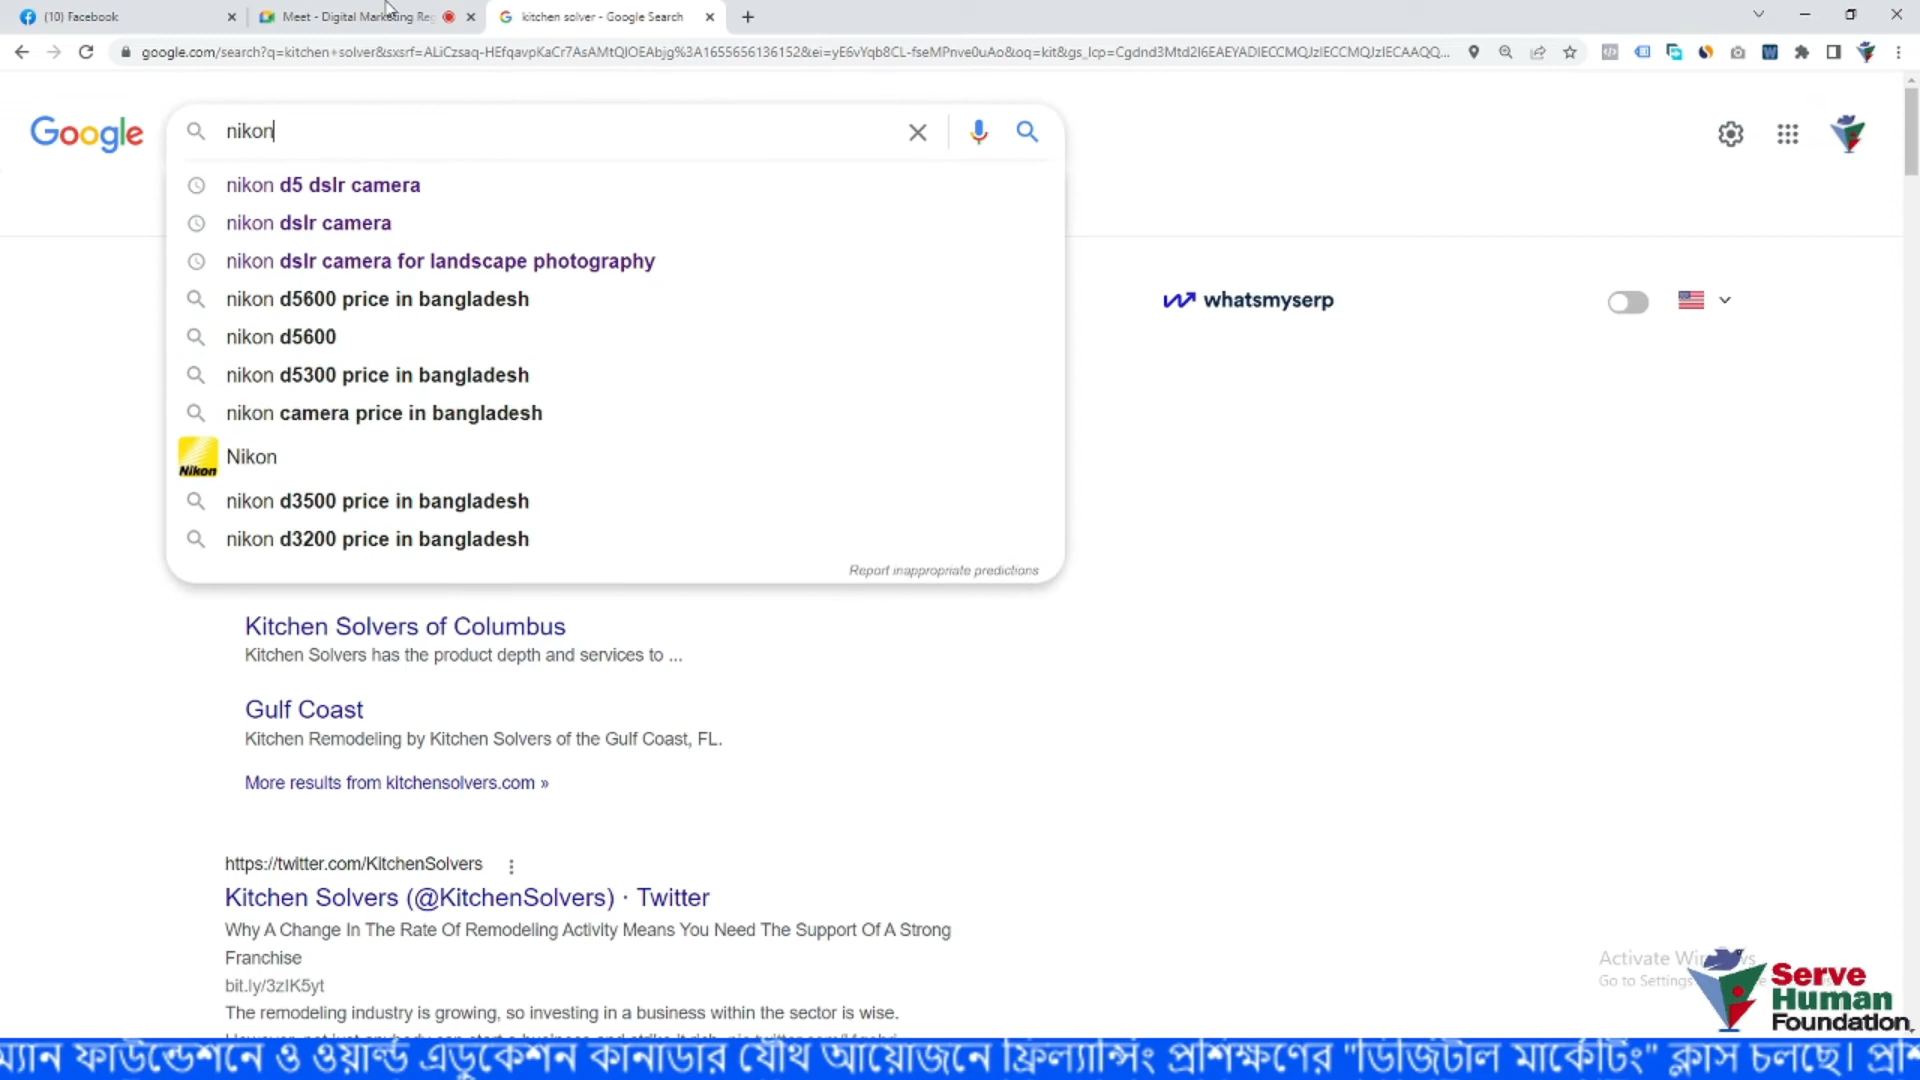 (10) Facebook
Meet - Digital Marketing Reg
kitchen solver - Google Search
google.com/search?q=kitchen+solver&sxsrf=ALiCzsaq-HEfqavpKaCr7AsAMtQIOEAbjg%3A1655656136152&ei=yE6vYqb8CL-fseMPnve0uAo&oq=kit&gs_lcp=Cgdnd3Mtd2l6EAEYADIECCMQJzIECCMQJzIECAAQQ...
Google
nikon
nikon d5 dslr camera
nikon dslr camera
nikon dslr camera for landscape photography
nikon d5600 price in bangladesh
nikon d5600
nikon d5300 price in bangladesh
nikon camera price in bangladesh
Nikon
Nikon
nikon d3500 price in bangladesh
nikon d3200 price in bangladesh
Report inappropriate predictions
whatsmyserp
Kitchen Solvers of Columbus
Kitchen Solvers has the product depth and services to ...
Gulf Coast
Kitchen Remodeling by Kitchen Solvers of the Gulf Coast, FL.
More results from kitchensolvers.com »
https://twitter.com/KitchenSolvers
Kitchen Solvers (@KitchenSolvers) · Twitter
Why A Change In The Rate Of Remodeling Activity Means You Need The Support Of A Strong
Franchise
bit.ly/3zIK5yt
The remodeling industry is growing, so investing in a business within the sector is wise.
Activate
Go to Settings
Serve
Human
Foundation
ম্যান ফাউন্ডেশনে ও ওয়ার্ল্ড এডুকেশন কানাডার যৌথ আয়োজনে ফ্রিল্যান্সিং প্রশিক্ষণের "ডিজিটাল মার্কেটিং" ক্লাস চলছে। প্রশি